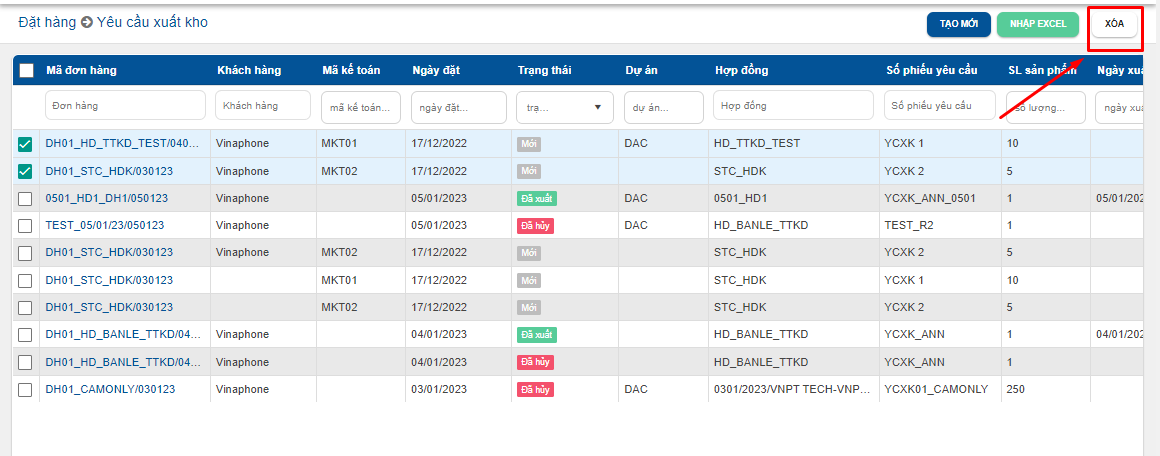 Đặt hàng Yêu cầu xuất kho TẠO MỚI NHẬP EXCEL XÓA
Mã đơn hàng Khách hàng Mã kế toán Ngày đặt Trạng thái Dự án Hợp đồng Số phiếu yêu cầu SL sản phẩm Ngày xuấ
Đơn hàng Khách hàng mã kế toán... ngày đặt... trạ... dự án... Hợp đồng Số phiếu yêu cầu số lượng... ngày xuấ
DH01_HD_TTKD_TEST/040... Vinaphone MKT01 17/12/2022 Mới DAC HD_TTKD_TEST YCXK 1 10
DH01_STC_HDK/030123 Vinaphone MKT02 17/12/2022 Mới STC_HDK YCXK 2 5
0501_HD1_DH1/050123 Vinaphone 05/01/2023 Đã xuất DAC 0501_HD1 YCXK_ANN_0501 1 05/01/202
TEST_05/01/23/050123 Vinaphone 05/01/2023 Đã hủy DAC HD_BANLE_TTKD TEST_R2 1
DH01_STC_HDK/030123 Vinaphone MKT02 17/12/2022 Mới STC_HDK YCXK 2 5
DH01_STC_HDK/030123 MKT01 17/12/2022 Mới STC_HDK YCXK 1 10
DH01_STC_HDK/030123 MKT02 17/12/2022 Mới STC_HDK YCXK 2 5
DH01_HD_BANLE_TTKD/04... Vinaphone 04/01/2023 Đã xuất HD_BANLE_TTKD YCXK_ANN 1 04/01/202
DH01_HD_BANLE_TTKD/04... Vinaphone 04/01/2023 Đã hủy HD_BANLE_TTKD YCXK_ANN 1
DH01_CAMONLY/030123 Vinaphone 03/01/2023 Đã hủy DAC 0301/2023/VNPT TECH-VNP... YCXK01_CAMONLY 250